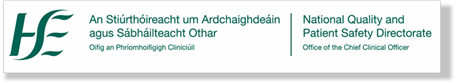 HSE
An Stiúrthóireacht um Ardchaighdeáin
agus Sábháilteacht Othar
Oifig an Phríomhoifigigh Cliniciúil
National Quality and
Patient Safety Directorate
Office of the Chief Clinical Officer